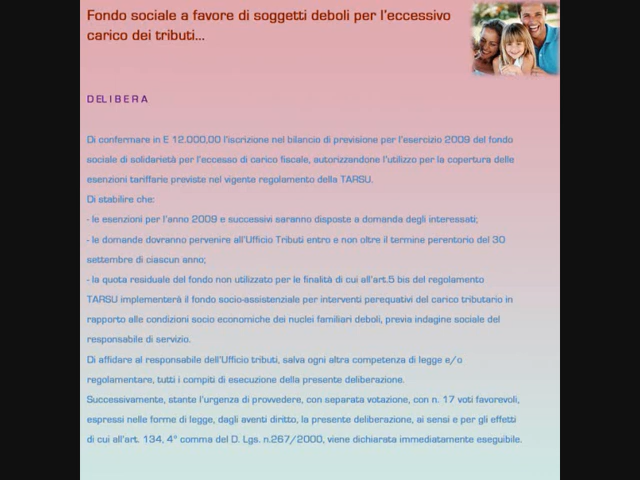 Fondo sociale a favore di soggetti deboli per l'eccessivo
carico dei tributi...
D E L I B E R A
Di confermare in E 12.000,00 l'iscrizione nel bilancio di previsione per l'esercizio 2009 del fondo
sociale di solidarietà per l'eccesso di carico fiscale, autorizzandone l'utilizzo per la copertura delle
esenzioni tariffarie previste nel vigente regolamento della TARSU.
Di stabilire che:
- le esenzioni per l'anno 2009 e successivi saranno disposte a domanda degli interessati;
- le domande dovranno pervenire all'Ufficio Tributi entro e non oltre il termine perentorio del 30
settembre di ciascun anno;
- la quota residuale del fondo non utilizzato per le finalità di cui all'art.5 bis del regolamento
TARSU implementerà il fondo socio-assistenziale per interventi perequativi del carico tributario in
rapporto alle condizioni socio economiche dei nuclei familiari deboli, previa indagine sociale del
responsabile di servizio.
Di affidare al responsabile dell'Ufficio tributi, salva ogni altra competenza di legge e/o
regolamentare, tutti i compiti di esecuzione della presente deliberazione.
Successivamente, stante l'urgenza di provvedere, con separata votazione, con n. 17 voti favorevoli,
espressi nelle forme di legge, dagli aventi diritto, la presente deliberazione, ai sensi e per gli effetti
di cui all'art. 134, 4° comma del D. Lgs. n.267/2000, viene dichiarata immediatamente eseguibile.